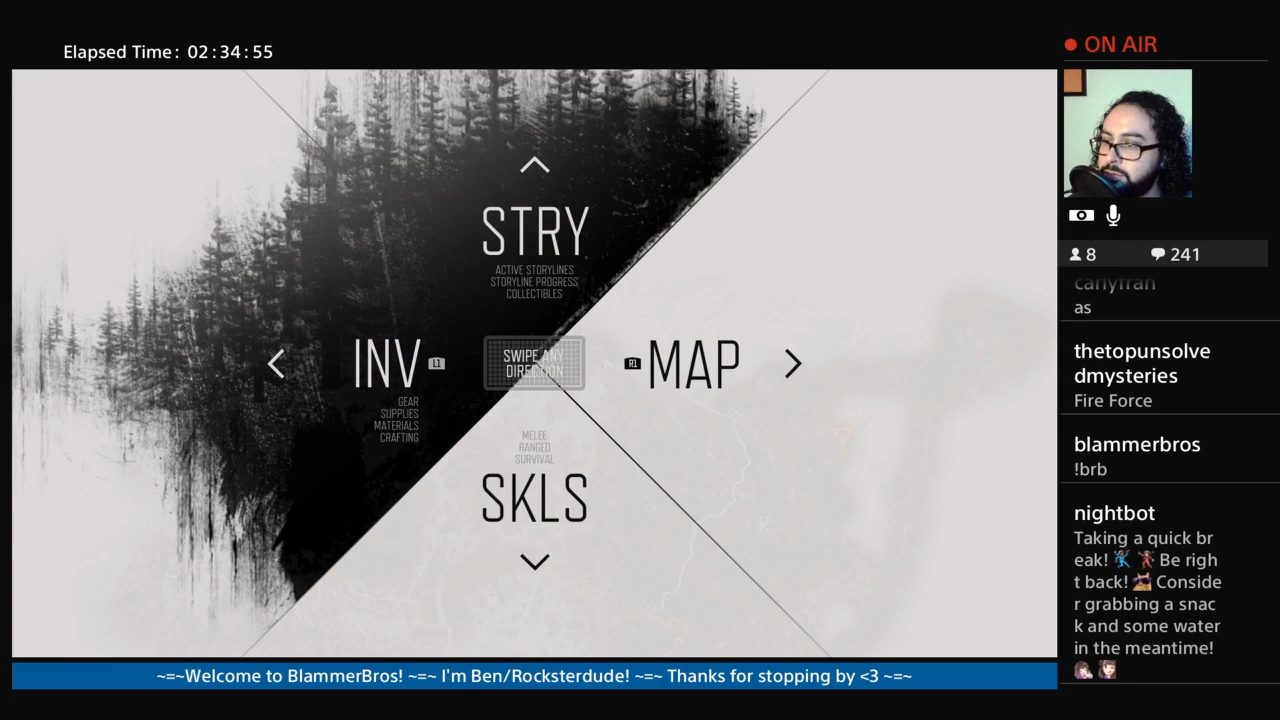 Elapsed Time: 02:34:55
ON AIR
STRY
ACTIVE STORYLINES
STORYLINE PROGRESS
COLLECTIBLES
INV L1
GEAR
SUPPLIES
MATERIALS
CRAFTING
SWIPE ANY
DIRECTION
R1 MAP
MELEE
RANGED
SURVIVAL
SKLS
8 241
carlyfran
as
thetopunsolve
dmysteries
Fire Force
blammerbros
!brb
nightbot
Taking a quick br
eak! 🏃 🏃 Be righ
t back! Conside
r grabbing a snac
k and some water
in the meantime!
~=~Welcome to BlammerBros! ~=~ I'm Ben/Rocksterdude! ~=~ Thanks for stopping by <3 ~=~